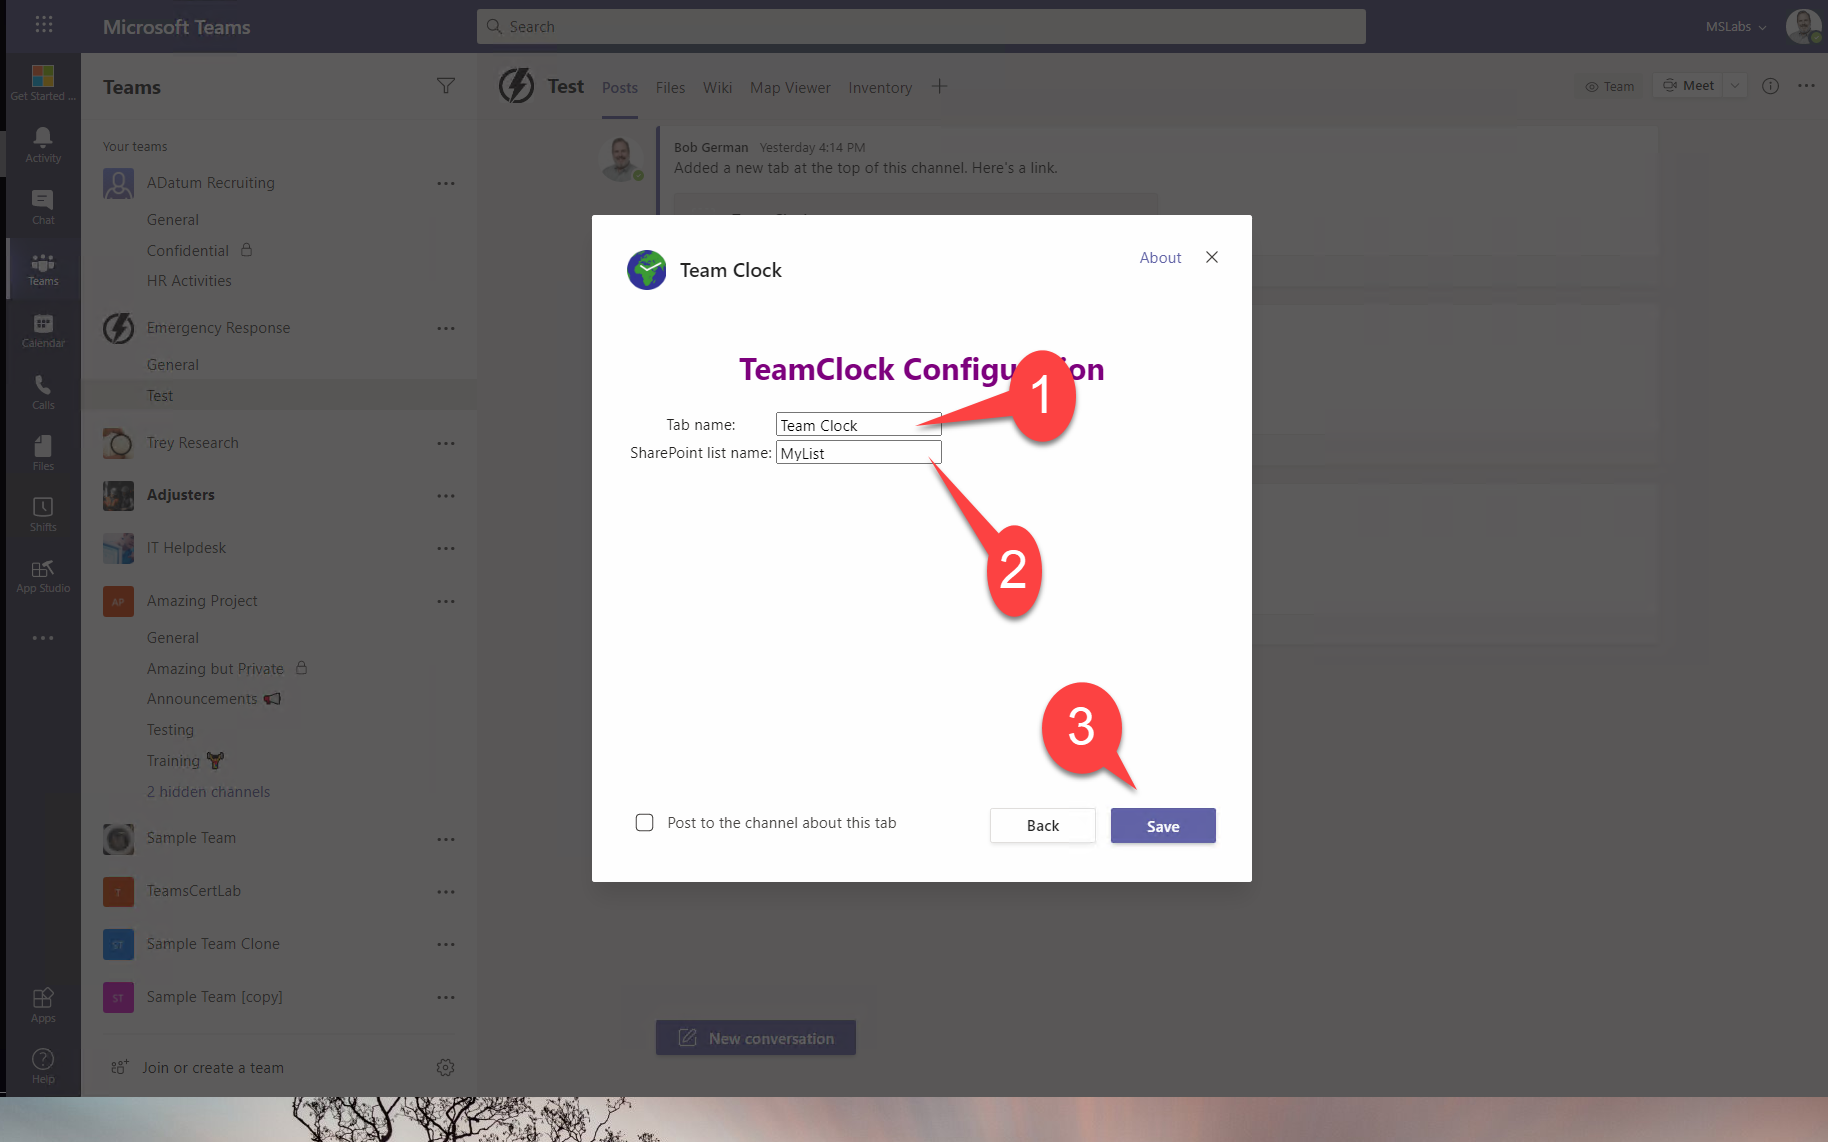 Microsoft Teams
Search
MSLabs
Get Started ...
Activity
Chat
Teams
Calendar
Calls
Files
Shifts
App Studio
Apps
Help
Teams
Your teams
ADatum Recruiting
General
Confidential
HR Activities
Emergency Response
General
Test
Trey Research
Adjusters
IT Helpdesk
AP Amazing Project
General
Amazing but Private
Announcements
Testing
Training
2 hidden channels
Sample Team
T TeamsCertLab
ST Sample Team Clone
ST Sample Team [copy]
Join or create a team
Test Posts Files Wiki Map Viewer Inventory
Team Meet
Bob German Yesterday 4:14 PM
Added a new tab at the top of this channel. Here's a link.
Team Clock
About
TeamClock Configu on
1
Tab name: Team Clock
SharePoint list name: MyList
2
3
Post to the channel about this tab
Back
Save
New conversation